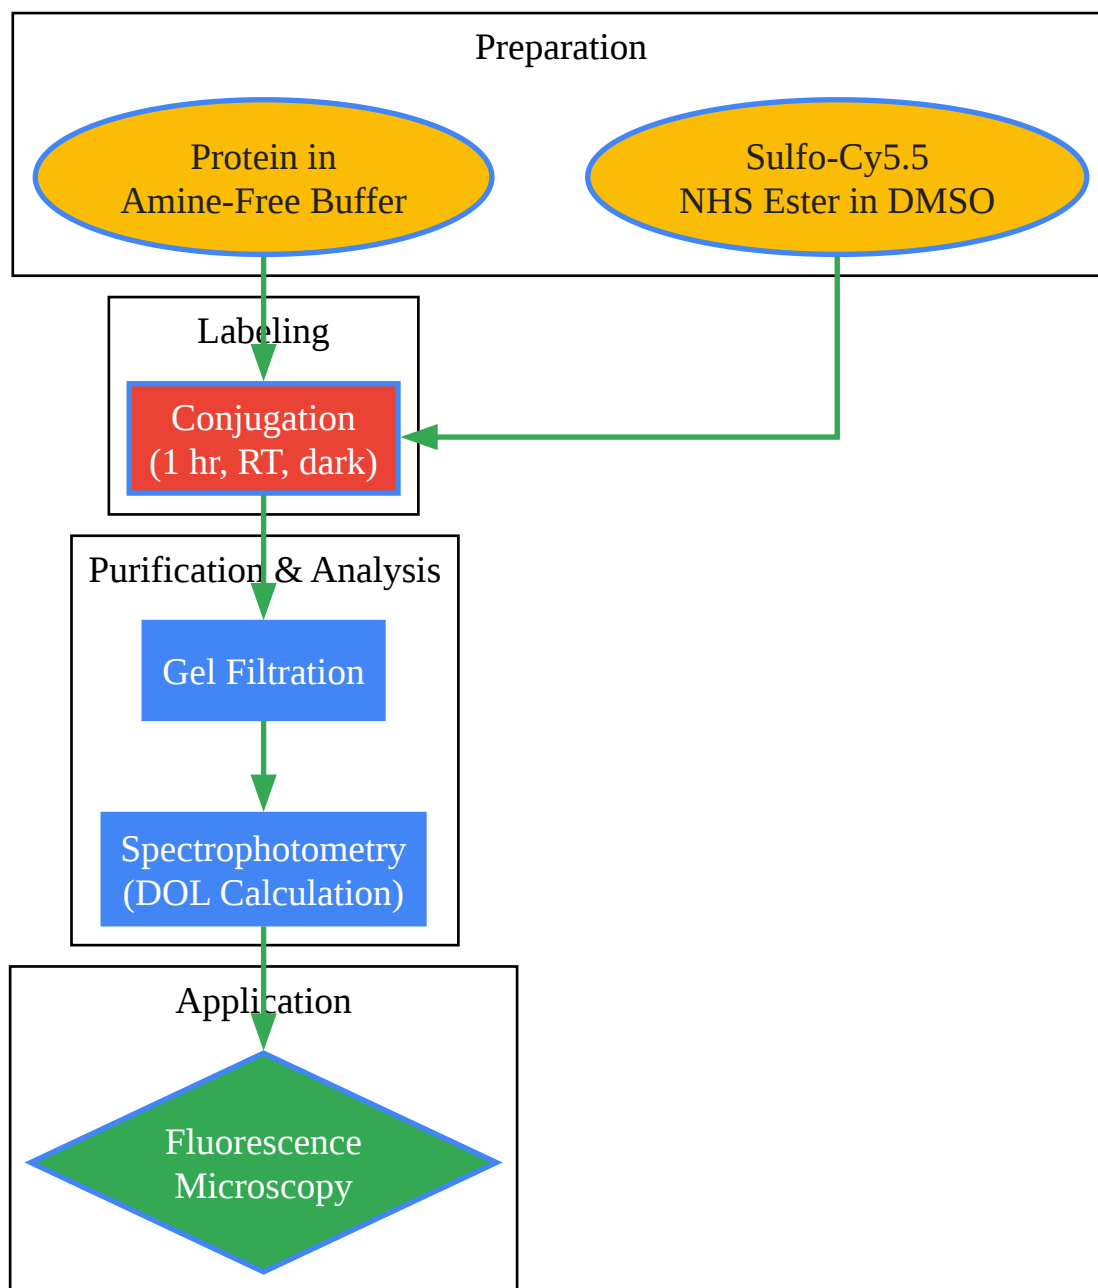 Preparation
Protein in
Amine-Free Buffer
Sulfo-Cy5.5
NHS Ester in DMSO
Labeling
Conjugation
(1 hr, RT, dark)
Purification & Analysis
Gel Filtration
Spectrophotometry
(DOL Calculation)
Application
Fluorescence
Microscopy